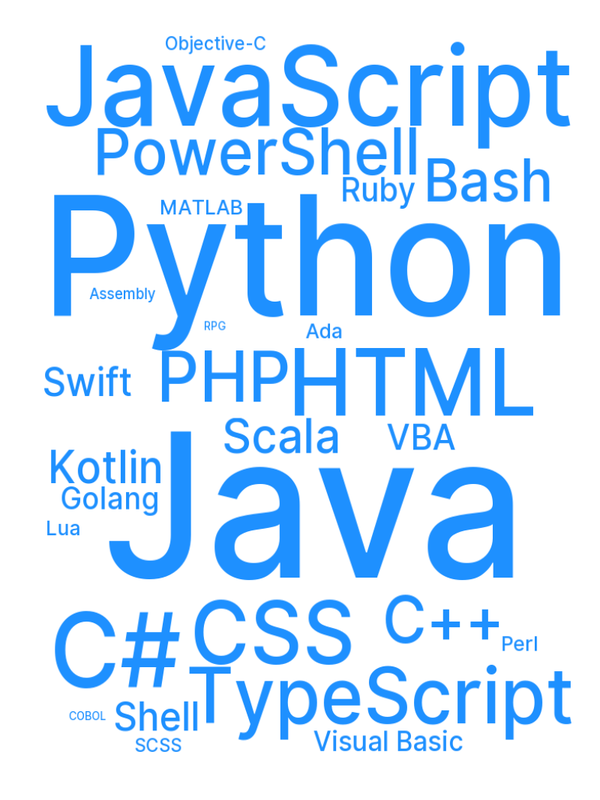 Objective-C
JavaScript
PowerShell
Ruby
Bash
MATLAB
Python
Assembly
RPG
Ada
Swift
PHP
HTML
Scala
VBA
Kotlin
Java
Golang
Lua
C#
CSS
C++
Perl
TypeScript
COBOL
Shell
SCSS
Visual Basic